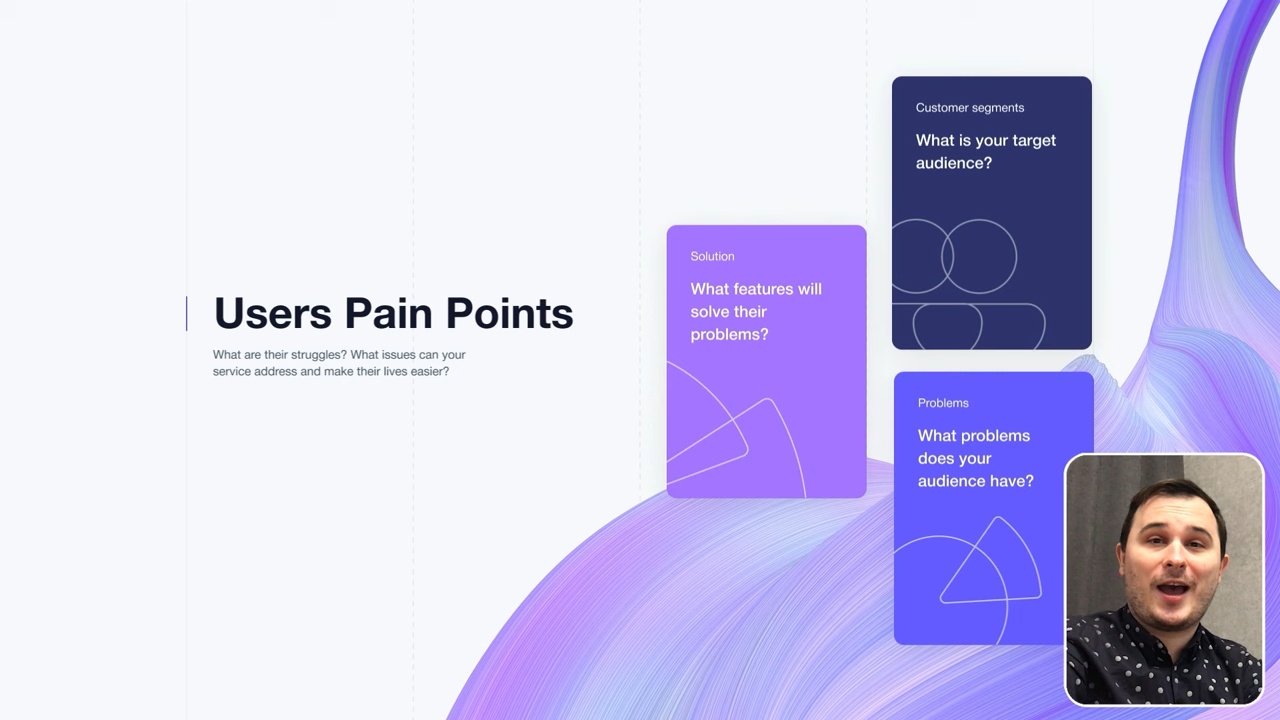 Users Pain Points
What are their struggles? What issues can your
service address and make their lives easier?
Solution
What features will
solve their
problems?
Customer segments
What is your target
audience?
Problems
What problems
does your
audience have?